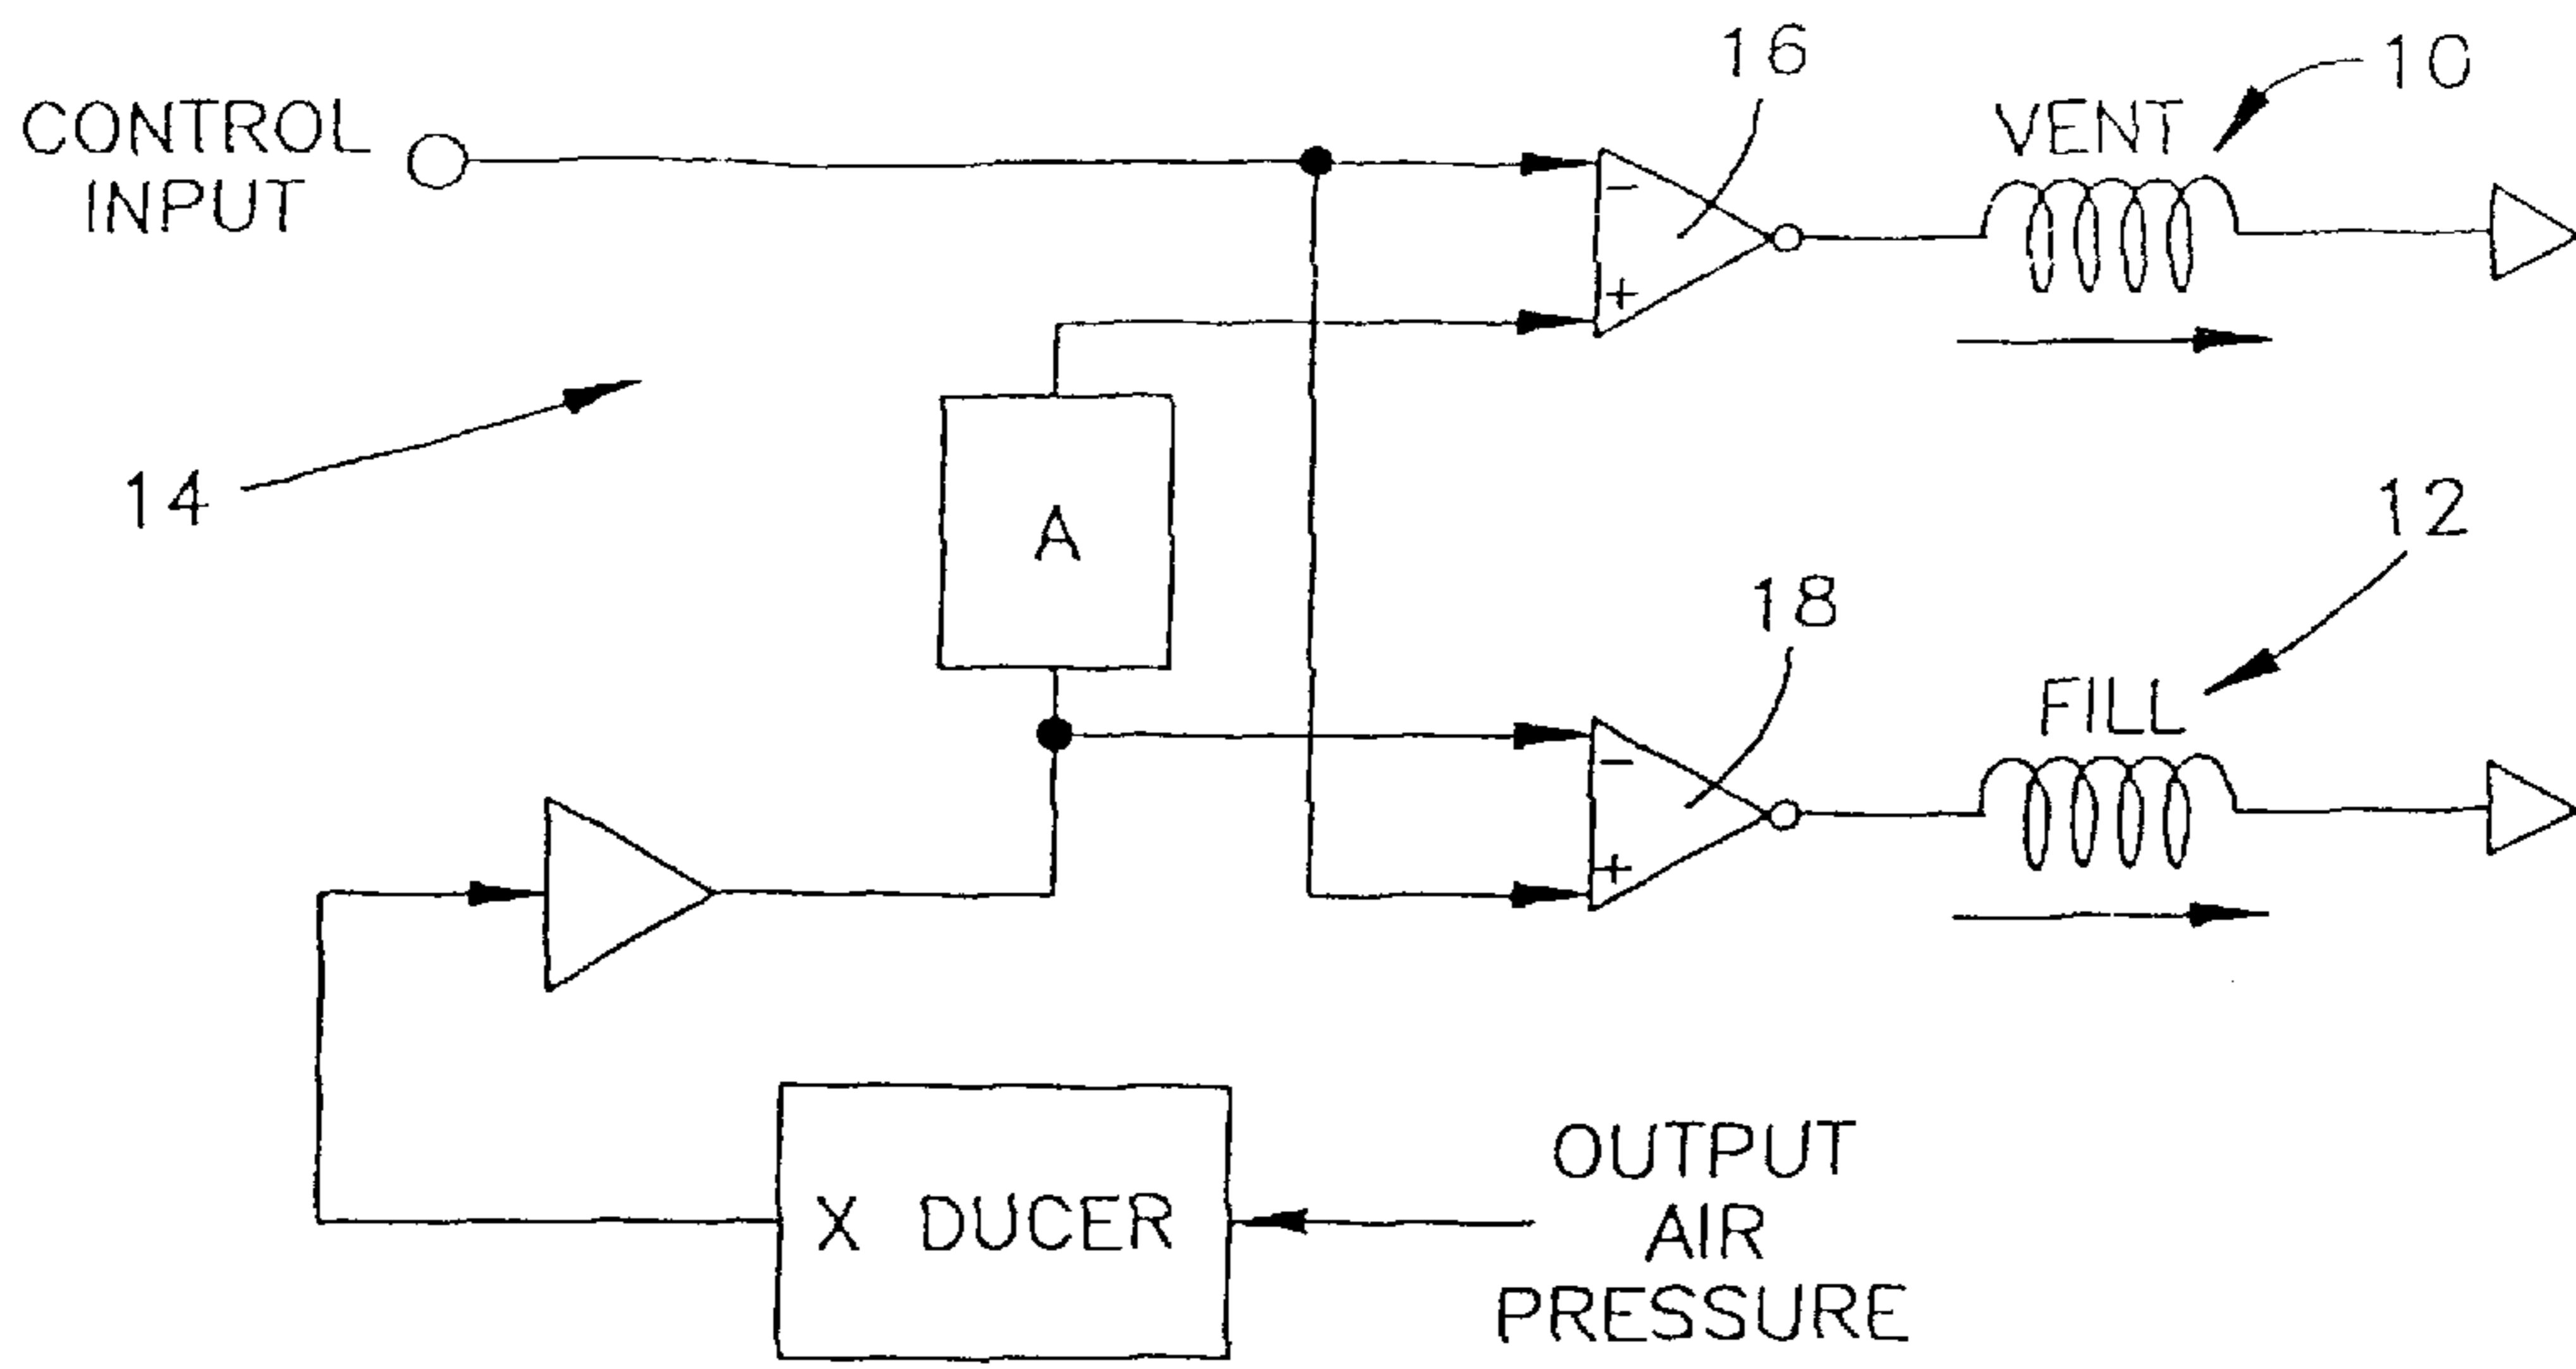 16
10
CONTROL
INPUT
VENT
-
+
14
A
12
18
FILL
-
+
X DUCER
OUTPUT
AIR
PRESSURE